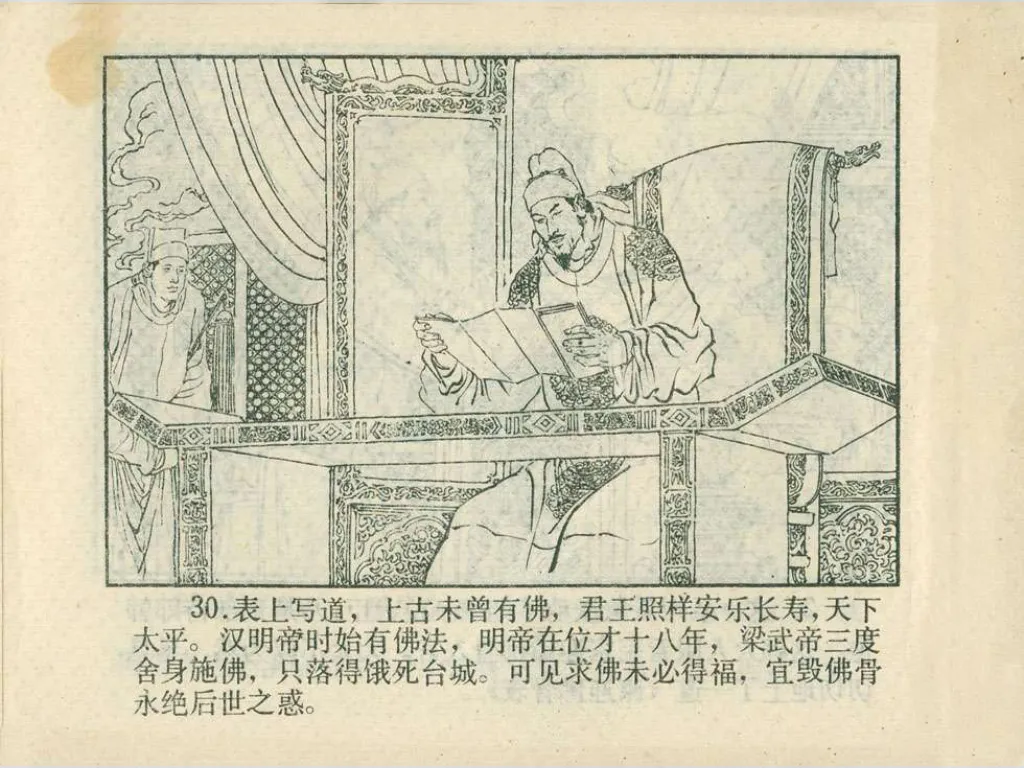 30.表上写道，上古未曾有佛，君王照样安乐长寿，天下
太平。汉明帝时始有佛法，明帝在位才十八年，梁武帝三度
舍身施佛，只落得饿死台城。可见求佛未必得福，宜毁佛骨
永绝后世之惑。